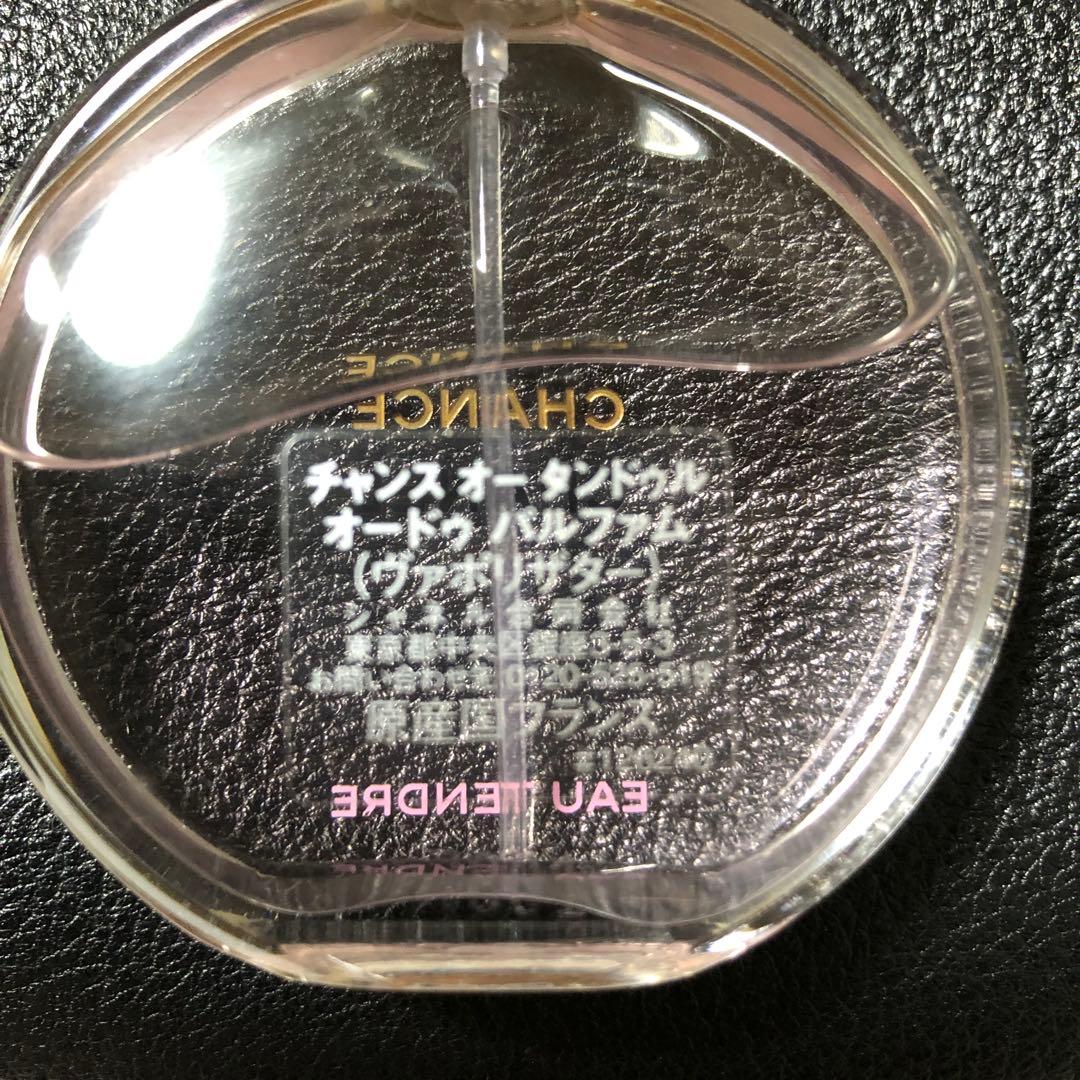 CHANCE
チャンス オー タンドゥル
オードゥ パルファム
(ヴァポリザター)
シャネル合同会社
東京都中央区銀座3-5-3
お問い合わせ先 0120-525-519
原産国フランス
EAU TENDRE